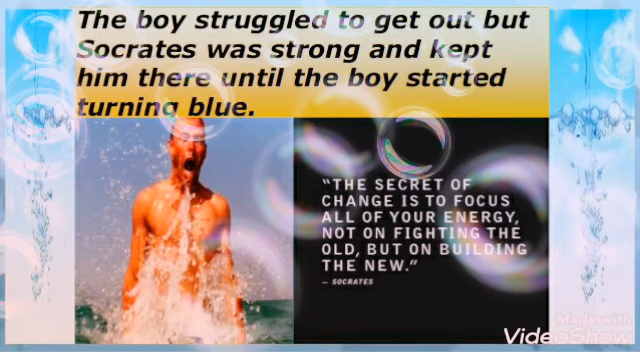 The boy struggled to get out but
Socrates was strong and kept
him there until the boy started
turning blue.
“THE SECRET OF
CHANGE IS TO FOCUS
ALL OF YOUR ENERGY,
NOT ON FIGHTING THE
OLD, BUT ON BUILDING
THE NEW.”
— SOCRATES
Made with
VideoShow